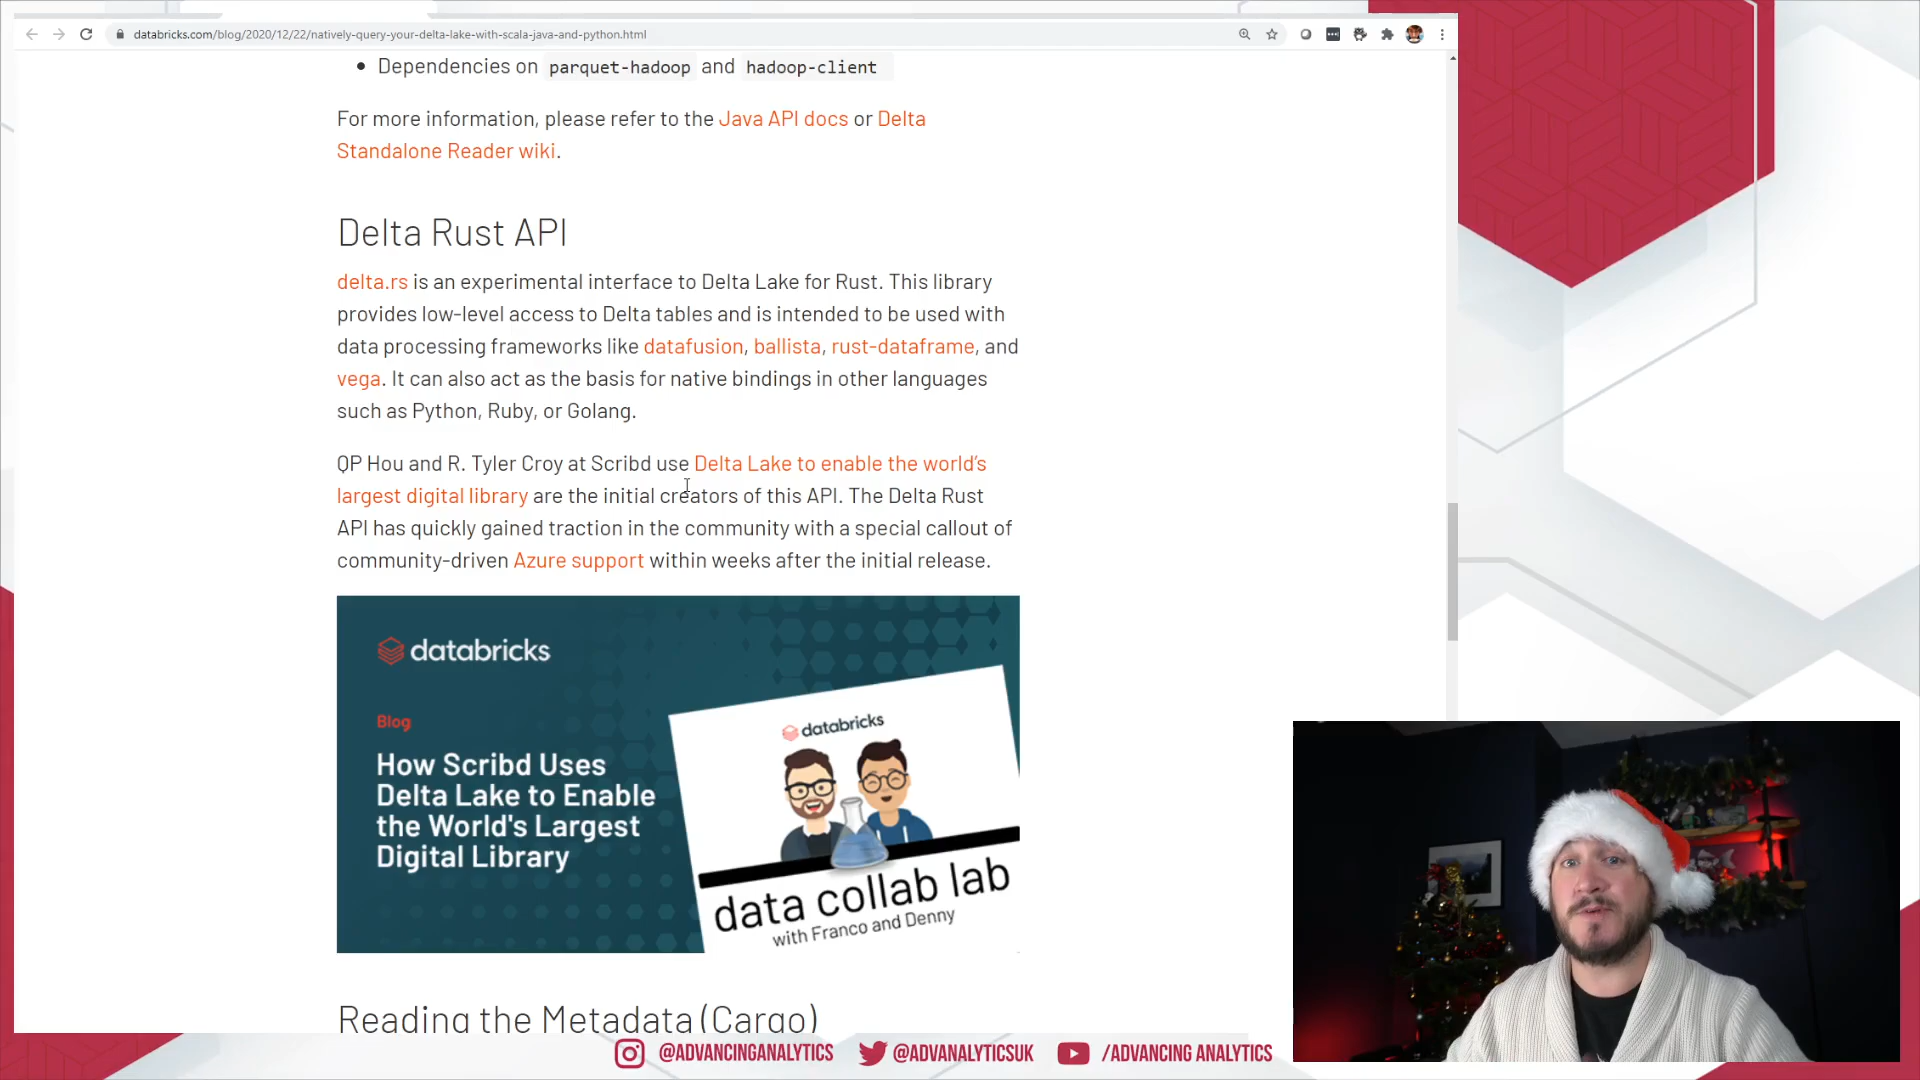 databricks.com/blog/2020/12/22/natively-query-your-delta-lake-with-scala-java-and-python.html
• Dependencies on parquet-hadoop and hadoop-client
For more information, please refer to the Java API docs or Delta
Standalone Reader wiki.
Delta Rust API
delta.rs is an experimental interface to Delta Lake for Rust. This library
provides low-level access to Delta tables and is intended to be used with
data processing frameworks like datafusion, ballista, rust-dataframe, and
vega. It can also act as the basis for native bindings in other languages
such as Python, Ruby, or Golang.
QP Hou and R. Tyler Croy at Scribd use Delta Lake to enable the world's
largest digital library are the initial creators of this API. The Delta Rust
API has quickly gained traction in the community with a special callout of
community-driven Azure support within weeks after the initial release.
databricks
Blog
How Scribd Uses
Delta Lake to Enable
the World's Largest
Digital Library
databricks
data collab lab
with Franco and Denny
Reading the Metadata (Cargo)
@ADVANCINGANALYTICS @ADVANALYTICSUK /ADVANCING ANALYTICS